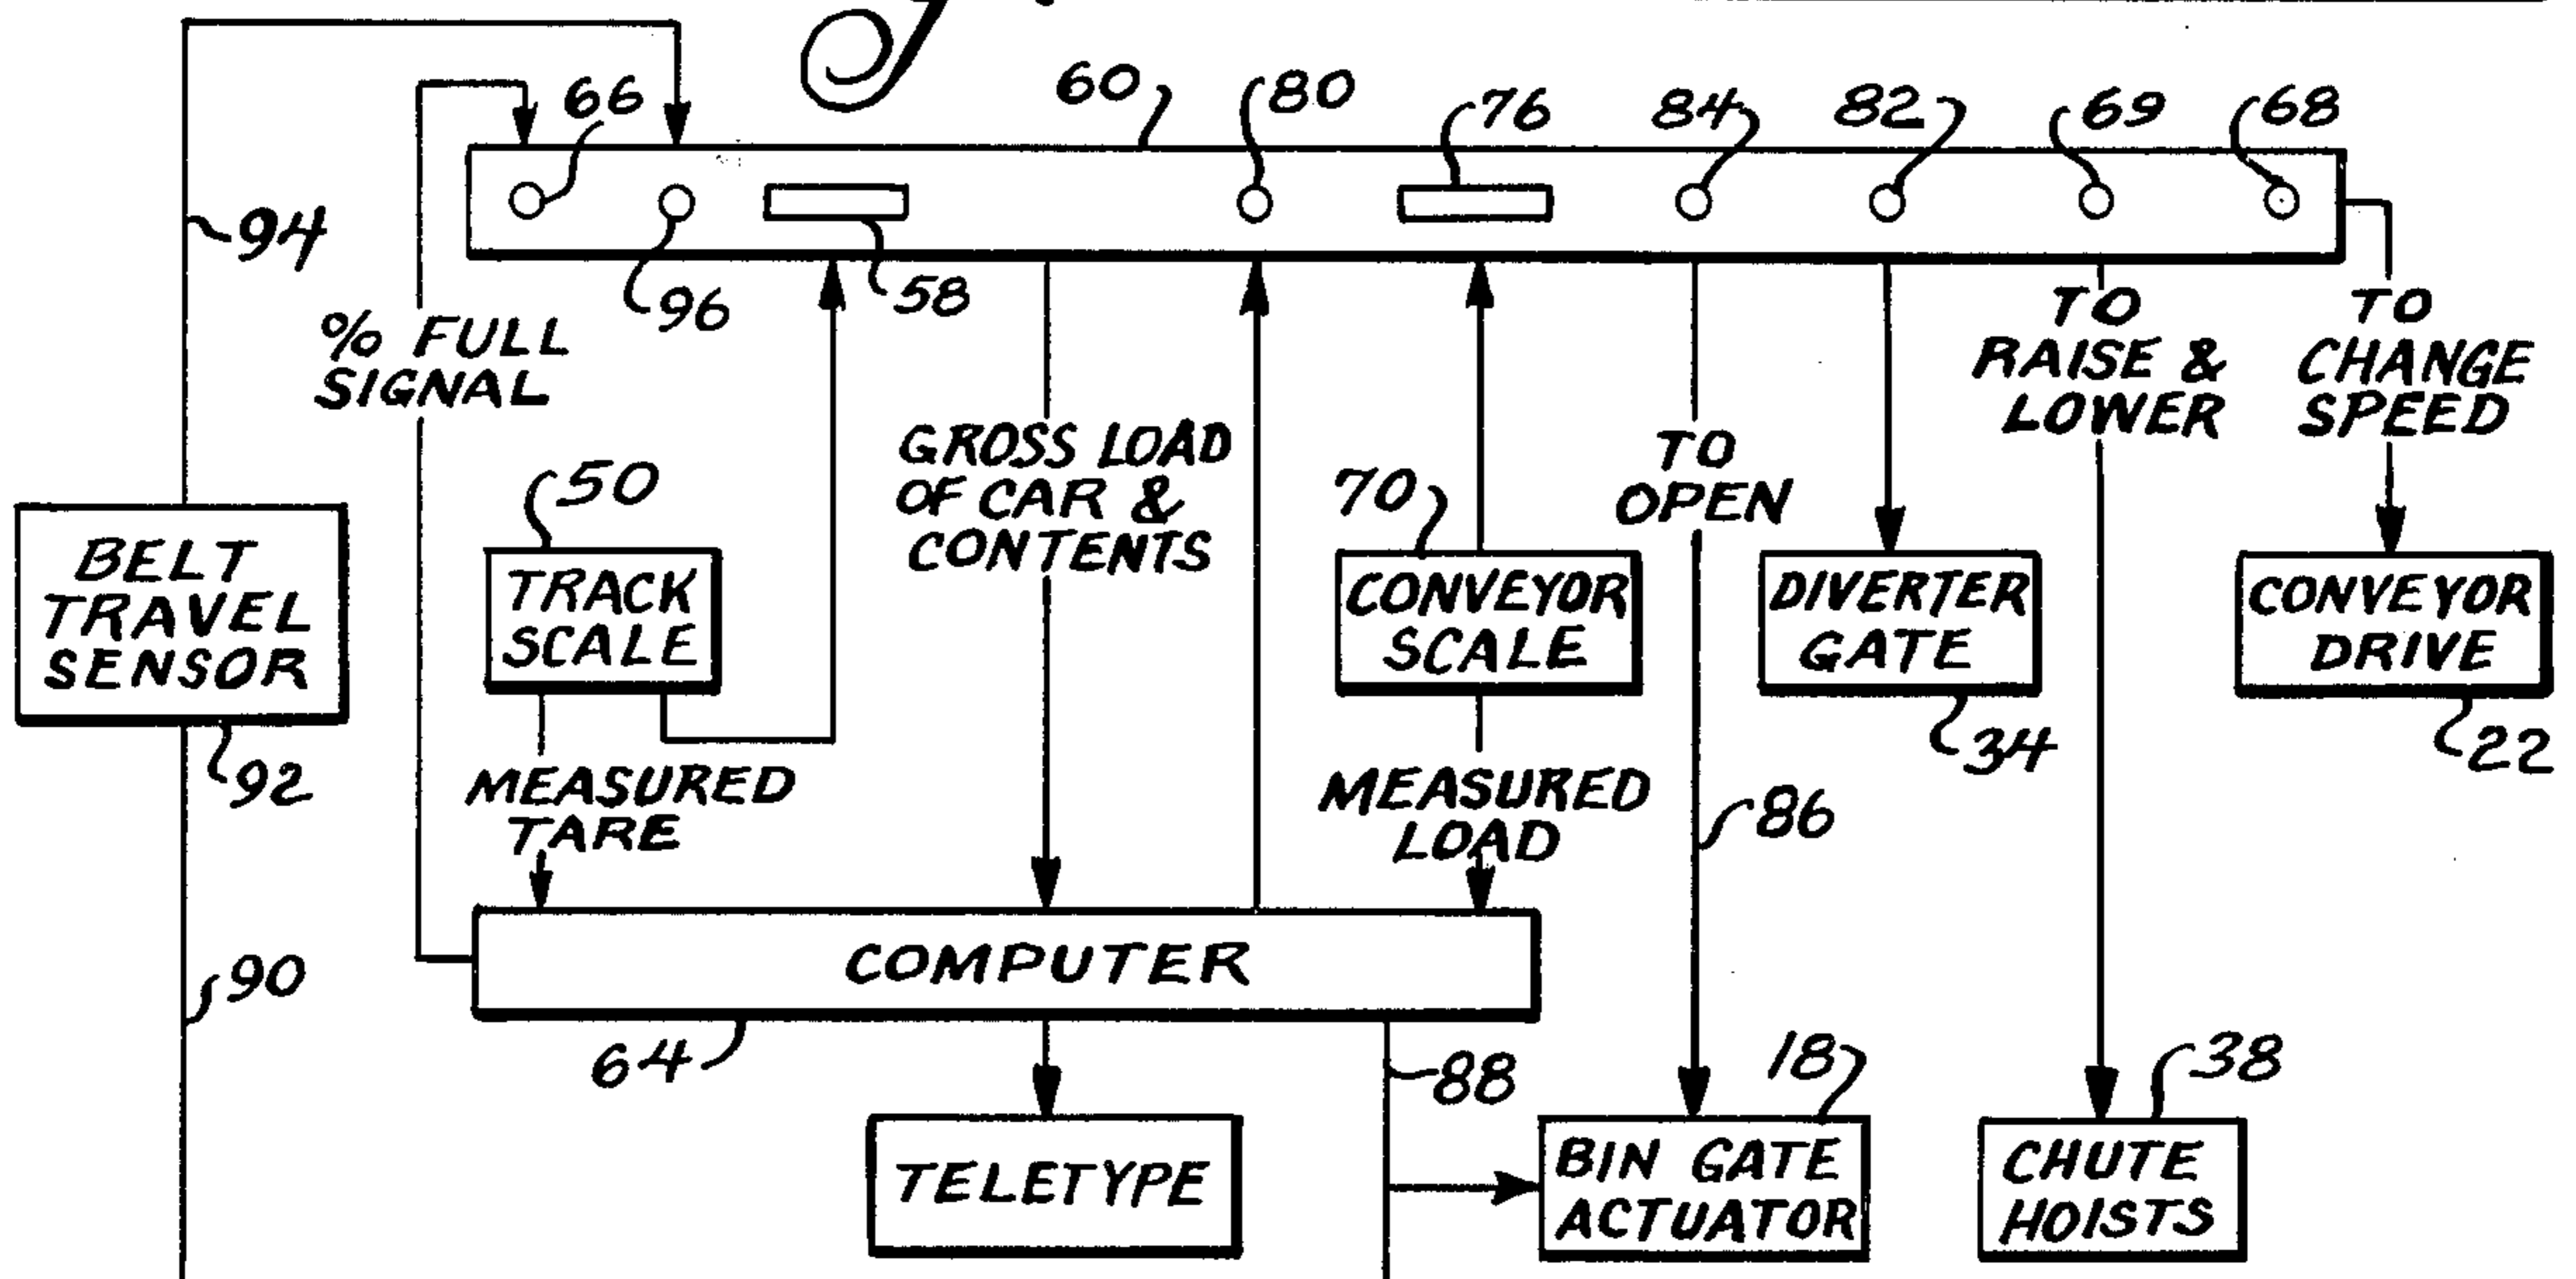 66
60
80
76
84
82
69
68
94
96
58
% FULL
SIGNAL
TO
RAISE &
LOWER
TO
CHANGE
SPEED
GROSS LOAD
OF CAR &
CONTENTS
TO
OPEN
50
70
BELT
TRAVEL
SENSOR
TRACK
SCALE
CONVEYOR
SCALE
DIVERTER
GATE
CONVEYOR
DRIVE
92
34
22
MEASURED
TARE
MEASURED
LOAD
86
90
COMPUTER
64
88
18
38
TELETYPE
BIN GATE
ACTUATOR
CHUTE
HOISTS